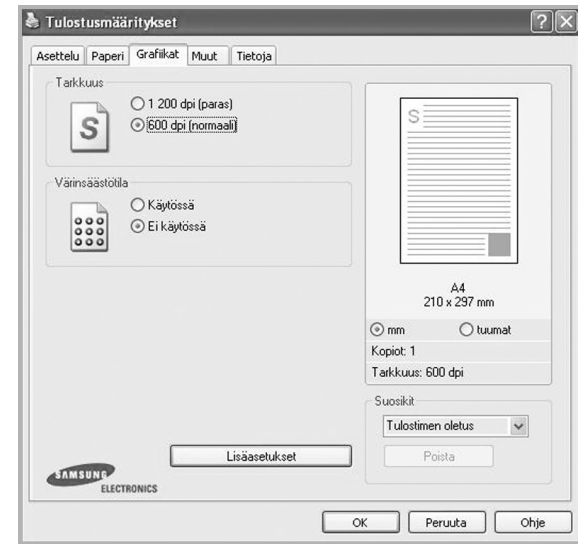 Tulostusmääritykset
Asettelu Paperi Grafiikat Muut Tietoja
Tarkkuus
S
1 200 dpi (paras)
600 dpi (normaali)
Värinsäästötila
Käytössä
Ei käytössä
S
A4
210 x 297 mm
mm tuumat
Kopiot: 1
Tarkkuus: 600 dpi
Suosikit
Tulostimen oletus
Poista
Lisäasetukset
SAMSUNG
ELECTRONICS
OK Peruuta Ohje